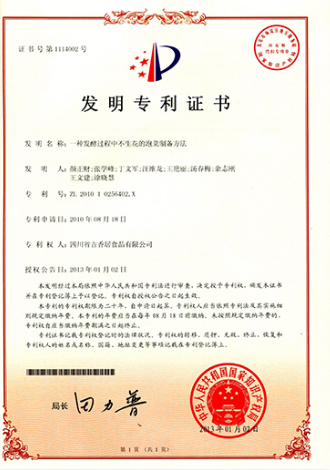 证书号第1114002号
发明专利证书
发 明 名 称:一种发酵过程中不生花的泡菜制备方法
发 明 人:颜正财;张学峰;丁文军;汪维龙;王艳丽;汤春梅;余志刚
王文建;徐晓慧
专 利 号:ZL 2010 1 0256402.X
专利申请日:2010年08月18日
专 利 权 人:四川省吉香居食品有限公司
授权公告日:2013年01月02日
本发明经过本局依照中华人民共和国专利法进行审查,决定授予专利权,颁发本证书
并在专利登记簿上予以登记。专利权自授权公告之日起生效。
本专利的专利权期限为二十年,自申请日起算。专利权人应当依照专利法及其实施细
则规定缴纳年费。本专利的年费应当在每年08月18日前缴纳。未按照规定缴纳年费的,
专利权自应当缴纳年费期满之日起终止。
专利证书记载专利权登记时的法律状况。专利权的转移、质押、无效、终止、恢复和
专利权人的姓名或名称、国籍、地址变更等事项记载在专利登记簿上。
局长 田力普
中华人民共和国国家知识产权局
2013年01月02日
第1页(共1页)